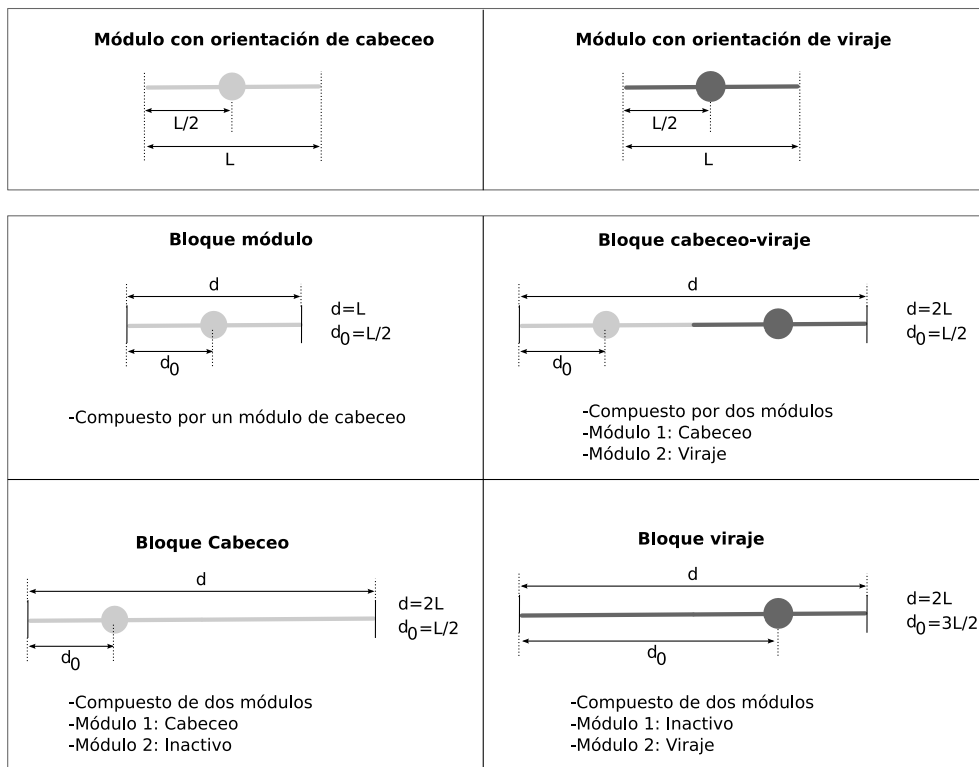 Módulo con orientación de cabeceo
L/2
L
Módulo con orientación de viraje
L/2
L
Bloque módulo
d
d=L
d0=L/2
d0
-Compuesto por un módulo de cabeceo
Bloque cabeceo-viraje
d
d=2L
d0=L/2
d0
-Compuesto por dos módulos
-Módulo 1: Cabeceo
-Módulo 2: Viraje
Bloque Cabeceo
d
d=2L
d0=L/2
d0
-Compuesto de dos módulos
-Módulo 1: Cabeceo
-Módulo 2: Inactivo
Bloque viraje
d
d=2L
d0=3L/2
d0
-Compuesto de dos módulos
-Módulo 1: Inactivo
-Módulo 2: Viraje